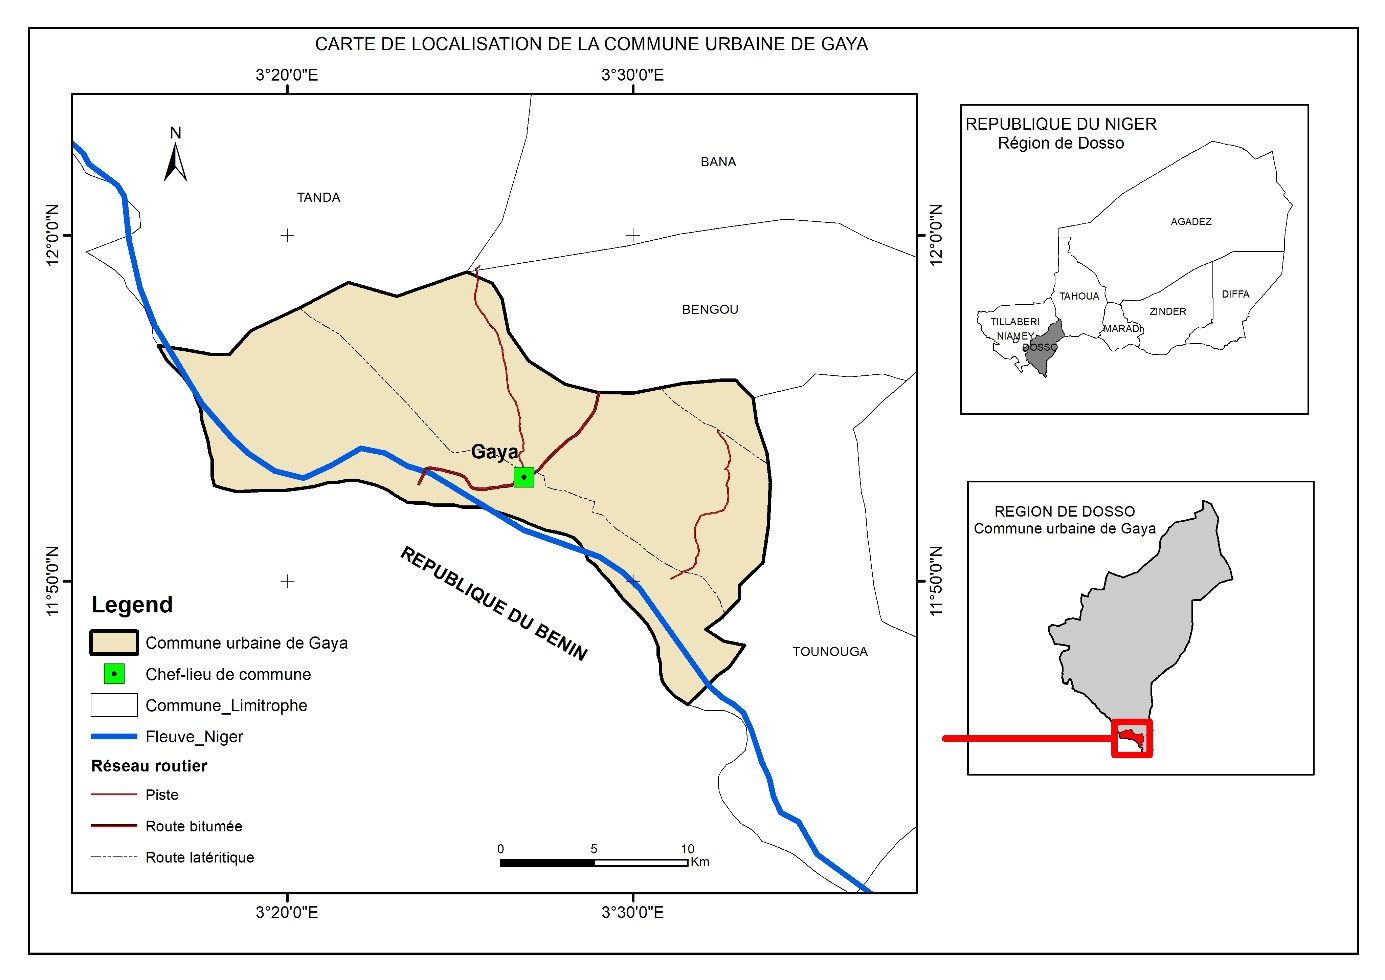 CARTE DE LOCALISATION DE LA COMMUNE URBAINE DE GAYA
3°20'0"E
3°30'0"E
N
BANA
TANDA
12°0'0"N
12°0'0"N
BENGOU
Gaya
REPUBLIQUE DU BENIN
11°50'0"N
11°50'0"N
TOUNOUGA
Legend
Commune urbaine de Gaya
Chef-lieu de commune
Commune_Limitrophe
Fleuve_Niger
Réseau routier
Piste
Route bitumée
Route latéritique
0 5 10
Km
3°20'0"E
3°30'0"E
REPUBLIQUE DU NIGER
Région de Dosso
AGADEZ
TAHOUA
DIFFA
ZINDER
TILLABERI
MARADI
NIAMEY
DOSSO
REGION DE DOSSO
Commune urbaine de Gaya